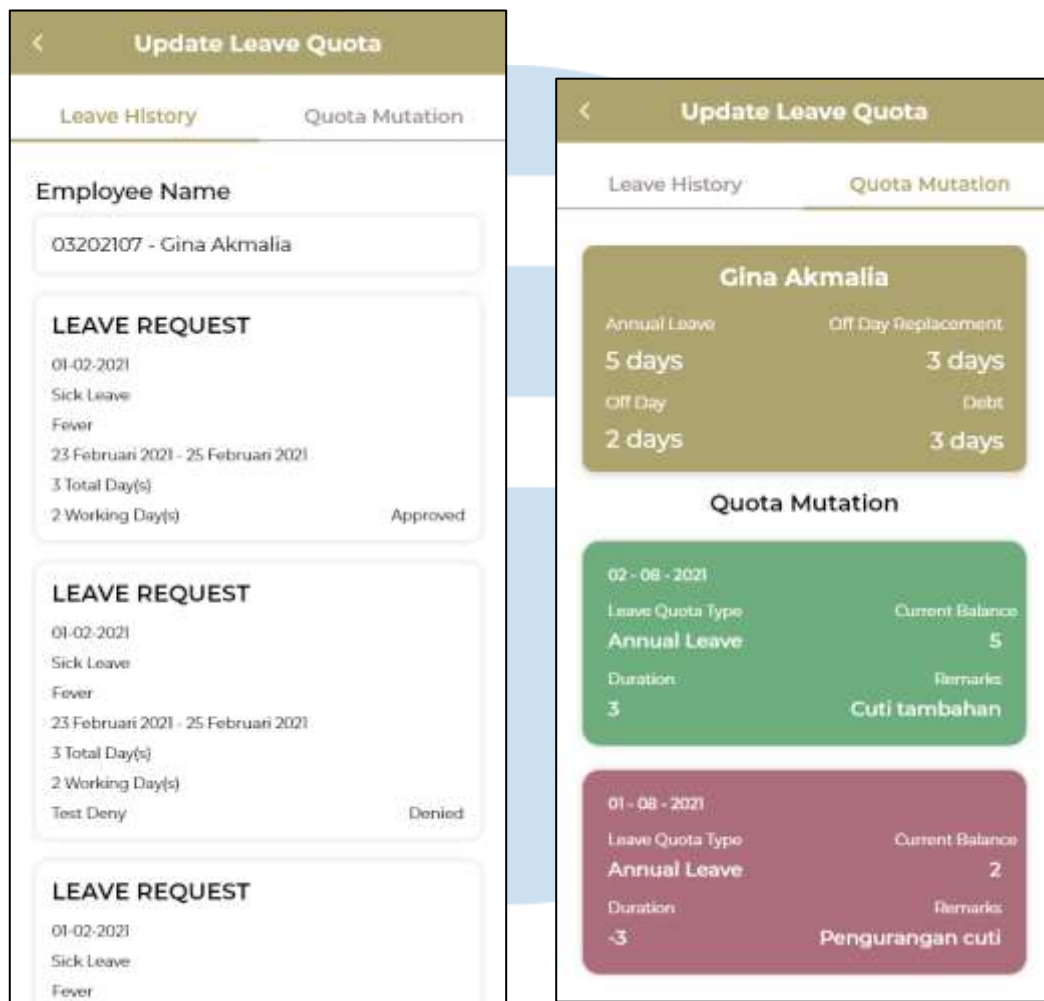 Update Leave Quota
Leave History Quota Mutation
Employee Name
03202107 - Gina Akmalia
LEAVE REQUEST
01-02-2021
Sick Leave
Fever
23 Februari 2021 - 25 Februari 2021
3 Total Day(s)
2 Working Day(s) Approved
LEAVE REQUEST
01-02-2021
Sick Leave
Fever
23 Februari 2021 - 25 Februari 2021
3 Total Day(s)
2 Working Day(s)
Test Deny Denied
LEAVE REQUEST
01-02-2021
Sick Leave
Fever
Update Leave Quota
Leave History Quota Mutation
Gina Akmalia
Annual Leave Off Day Replacement
5 days 3 days
Off Day Debt
2 days 3 days
Quota Mutation
02 - 08 - 2021
Leave Quota Type Current Balance
Annual Leave 5
Duration Remarks
3 Cuti tambahan
01 - 08 - 2021
Leave Quota Type Current Balance
Annual Leave 2
Duration Remarks
-3 Pengurangan cuti